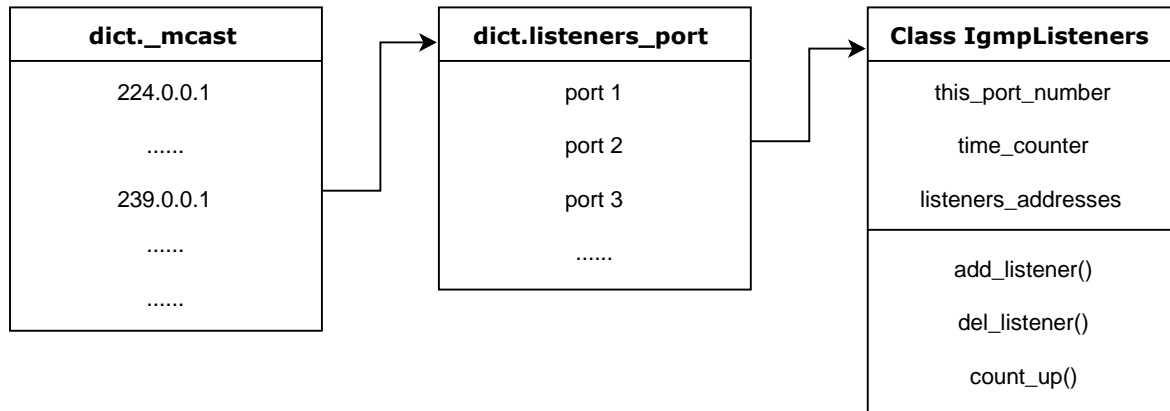 dict._mcast
224.0.0.1
......
239.0.0.1
......
......
dict.listeners_port
port 1
port 2
port 3
......
Class IgmpListeners
this_port_number
time_counter
listeners_addresses
add_listener()
del_listener()
count_up()